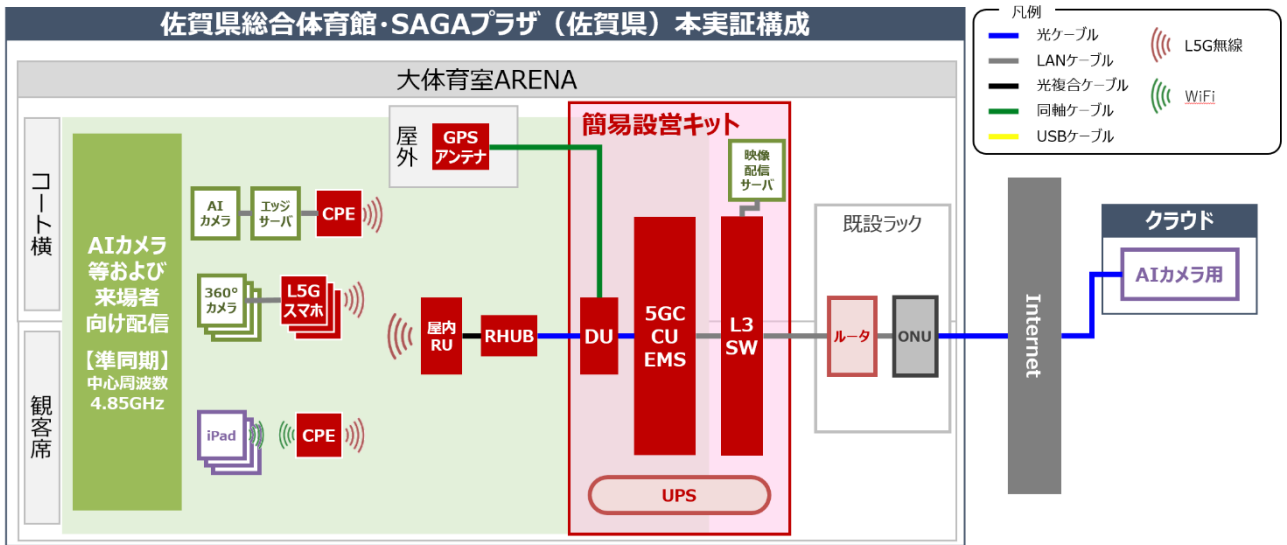 佐賀県総合体育館・SAGAプラザ（佐賀県）本実証構成
凡例
光ケーブル
LANケーブル
光複合ケーブル
同軸ケーブル
USBケーブル
L5G無線
WiFi
大体育室ARENA
コート横
観客席
AIカメラ
等および
来場者
向け配信
【準同期】
中心周波数
4.85GHz
屋外
GPS
アンテナ
簡易設営キット
映像
配信
サーバ
AI
カメラ
エッジ
サーバ
CPE
360°
カメラ
L5G
スマホ
iPad
CPE
屋内
RU
RHUB
DU
5GC
CU
EMS
L3
SW
UPS
既設ラック
ルータ
ONU
Internet
クラウド
AIカメラ用